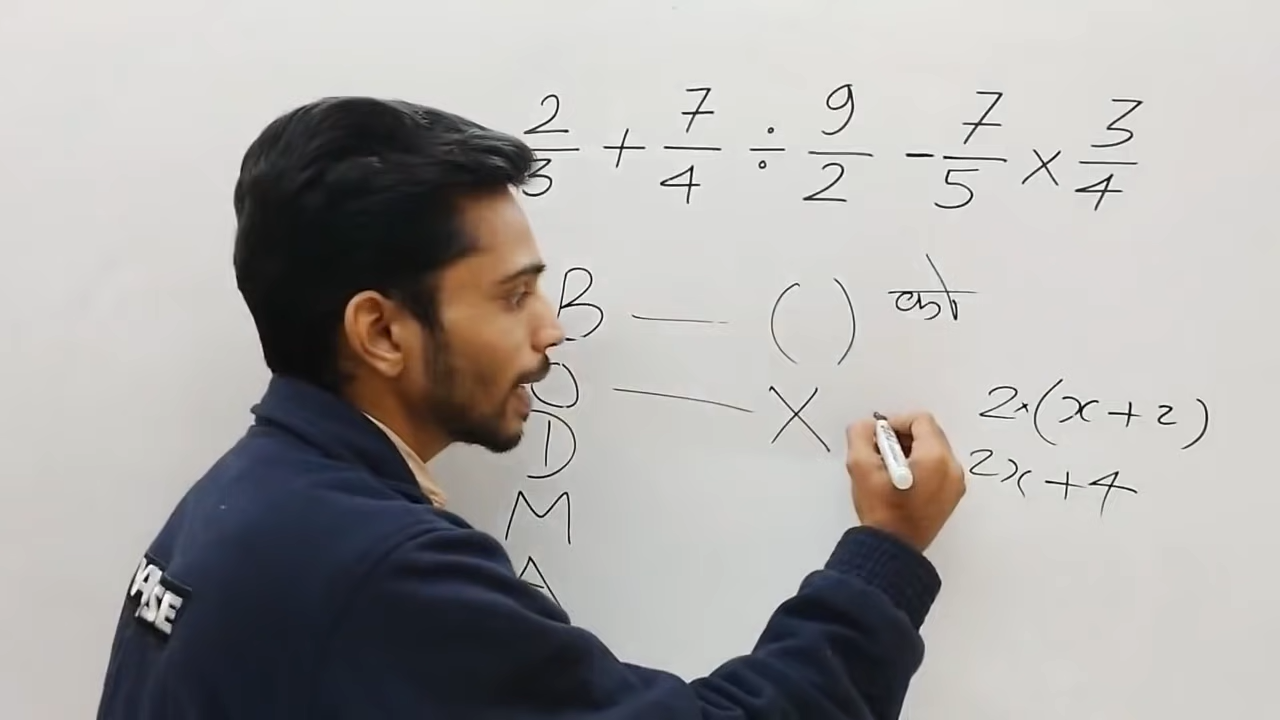 2/3 + 7/4 ÷ 9/2 - 7/5 × 3/4
B — ( ) का
O — × 2×(x+2)
D 2x+4
M
A